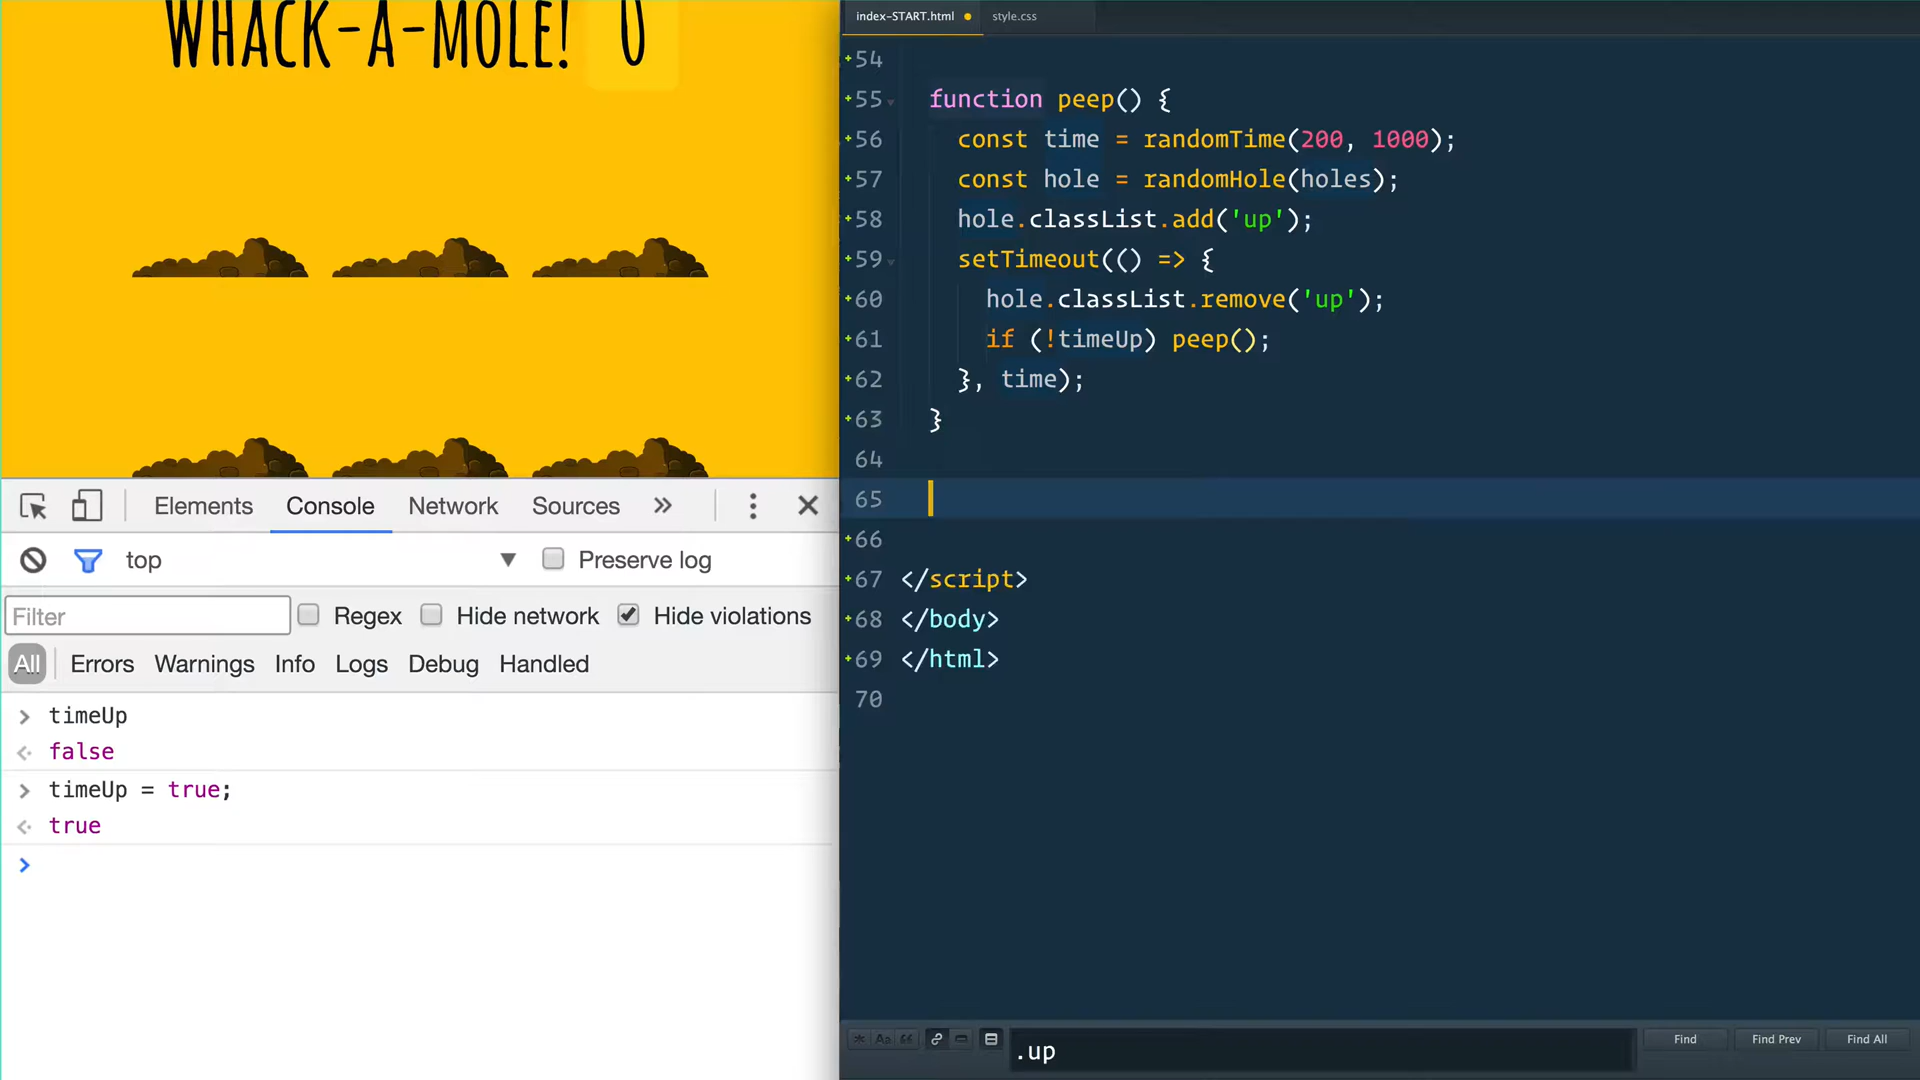 WHACK-A-MOLE! 0
Elements Console Network Sources
top Preserve log
Filter Regex Hide network Hide violations
All Errors Warnings Info Logs Debug Handled
> timeUp
false
> timeUp = true;
true
>
index-START.html style.css
54
55 function peep() {
56 const time = randomTime(200, 1000);
57 const hole = randomHole(holes);
58 hole.classList.add('up');
59 setTimeout(() => {
60 hole.classList.remove('up');
61 if (!timeUp) peep();
62 }, time);
63 }
64
65
66
67 </script>
68 </body>
69 </html>
70
.up Find Find Prev Find All